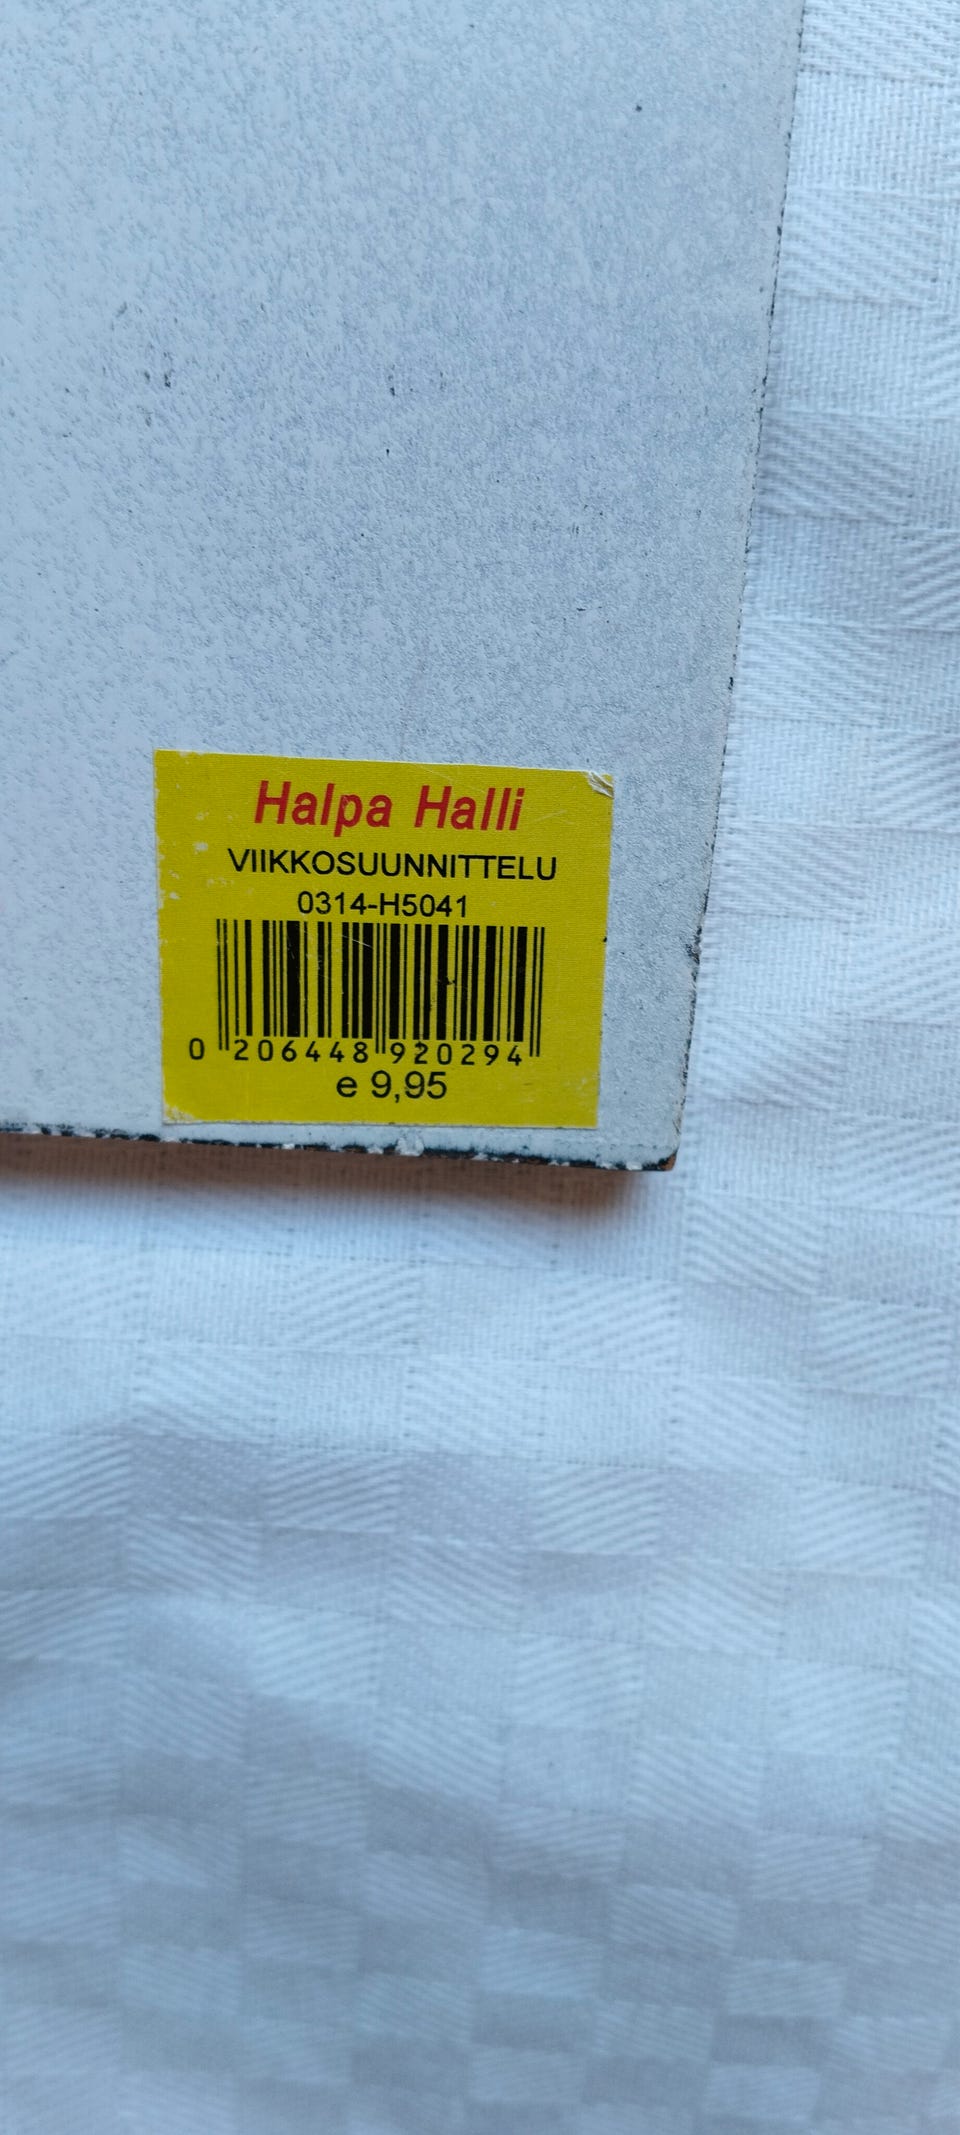 Halpa Halli
VIIKKOSUUNNITTELU
0314-H5041
0 206448 920294
e 9,95